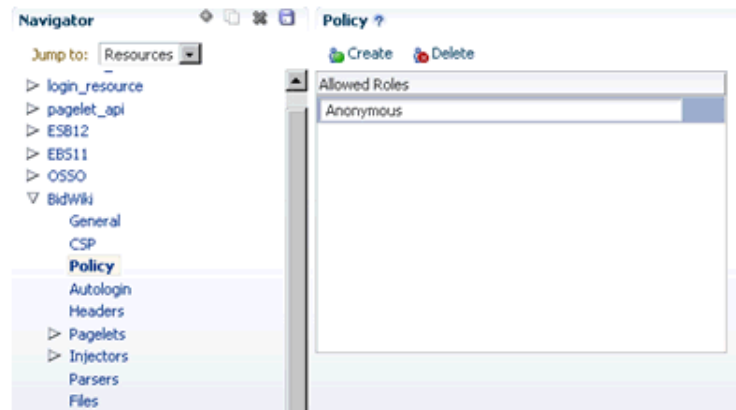 Navigator
Jump to: Resources
login_resource
pagelet_api
ESB12
EBS11
OSSO
BidWiki
General
CSP
Policy
Autologin
Headers
Pagelets
Injectors
Parsers
Files
Policy ?
Create Delete
Allowed Roles
Anonymous